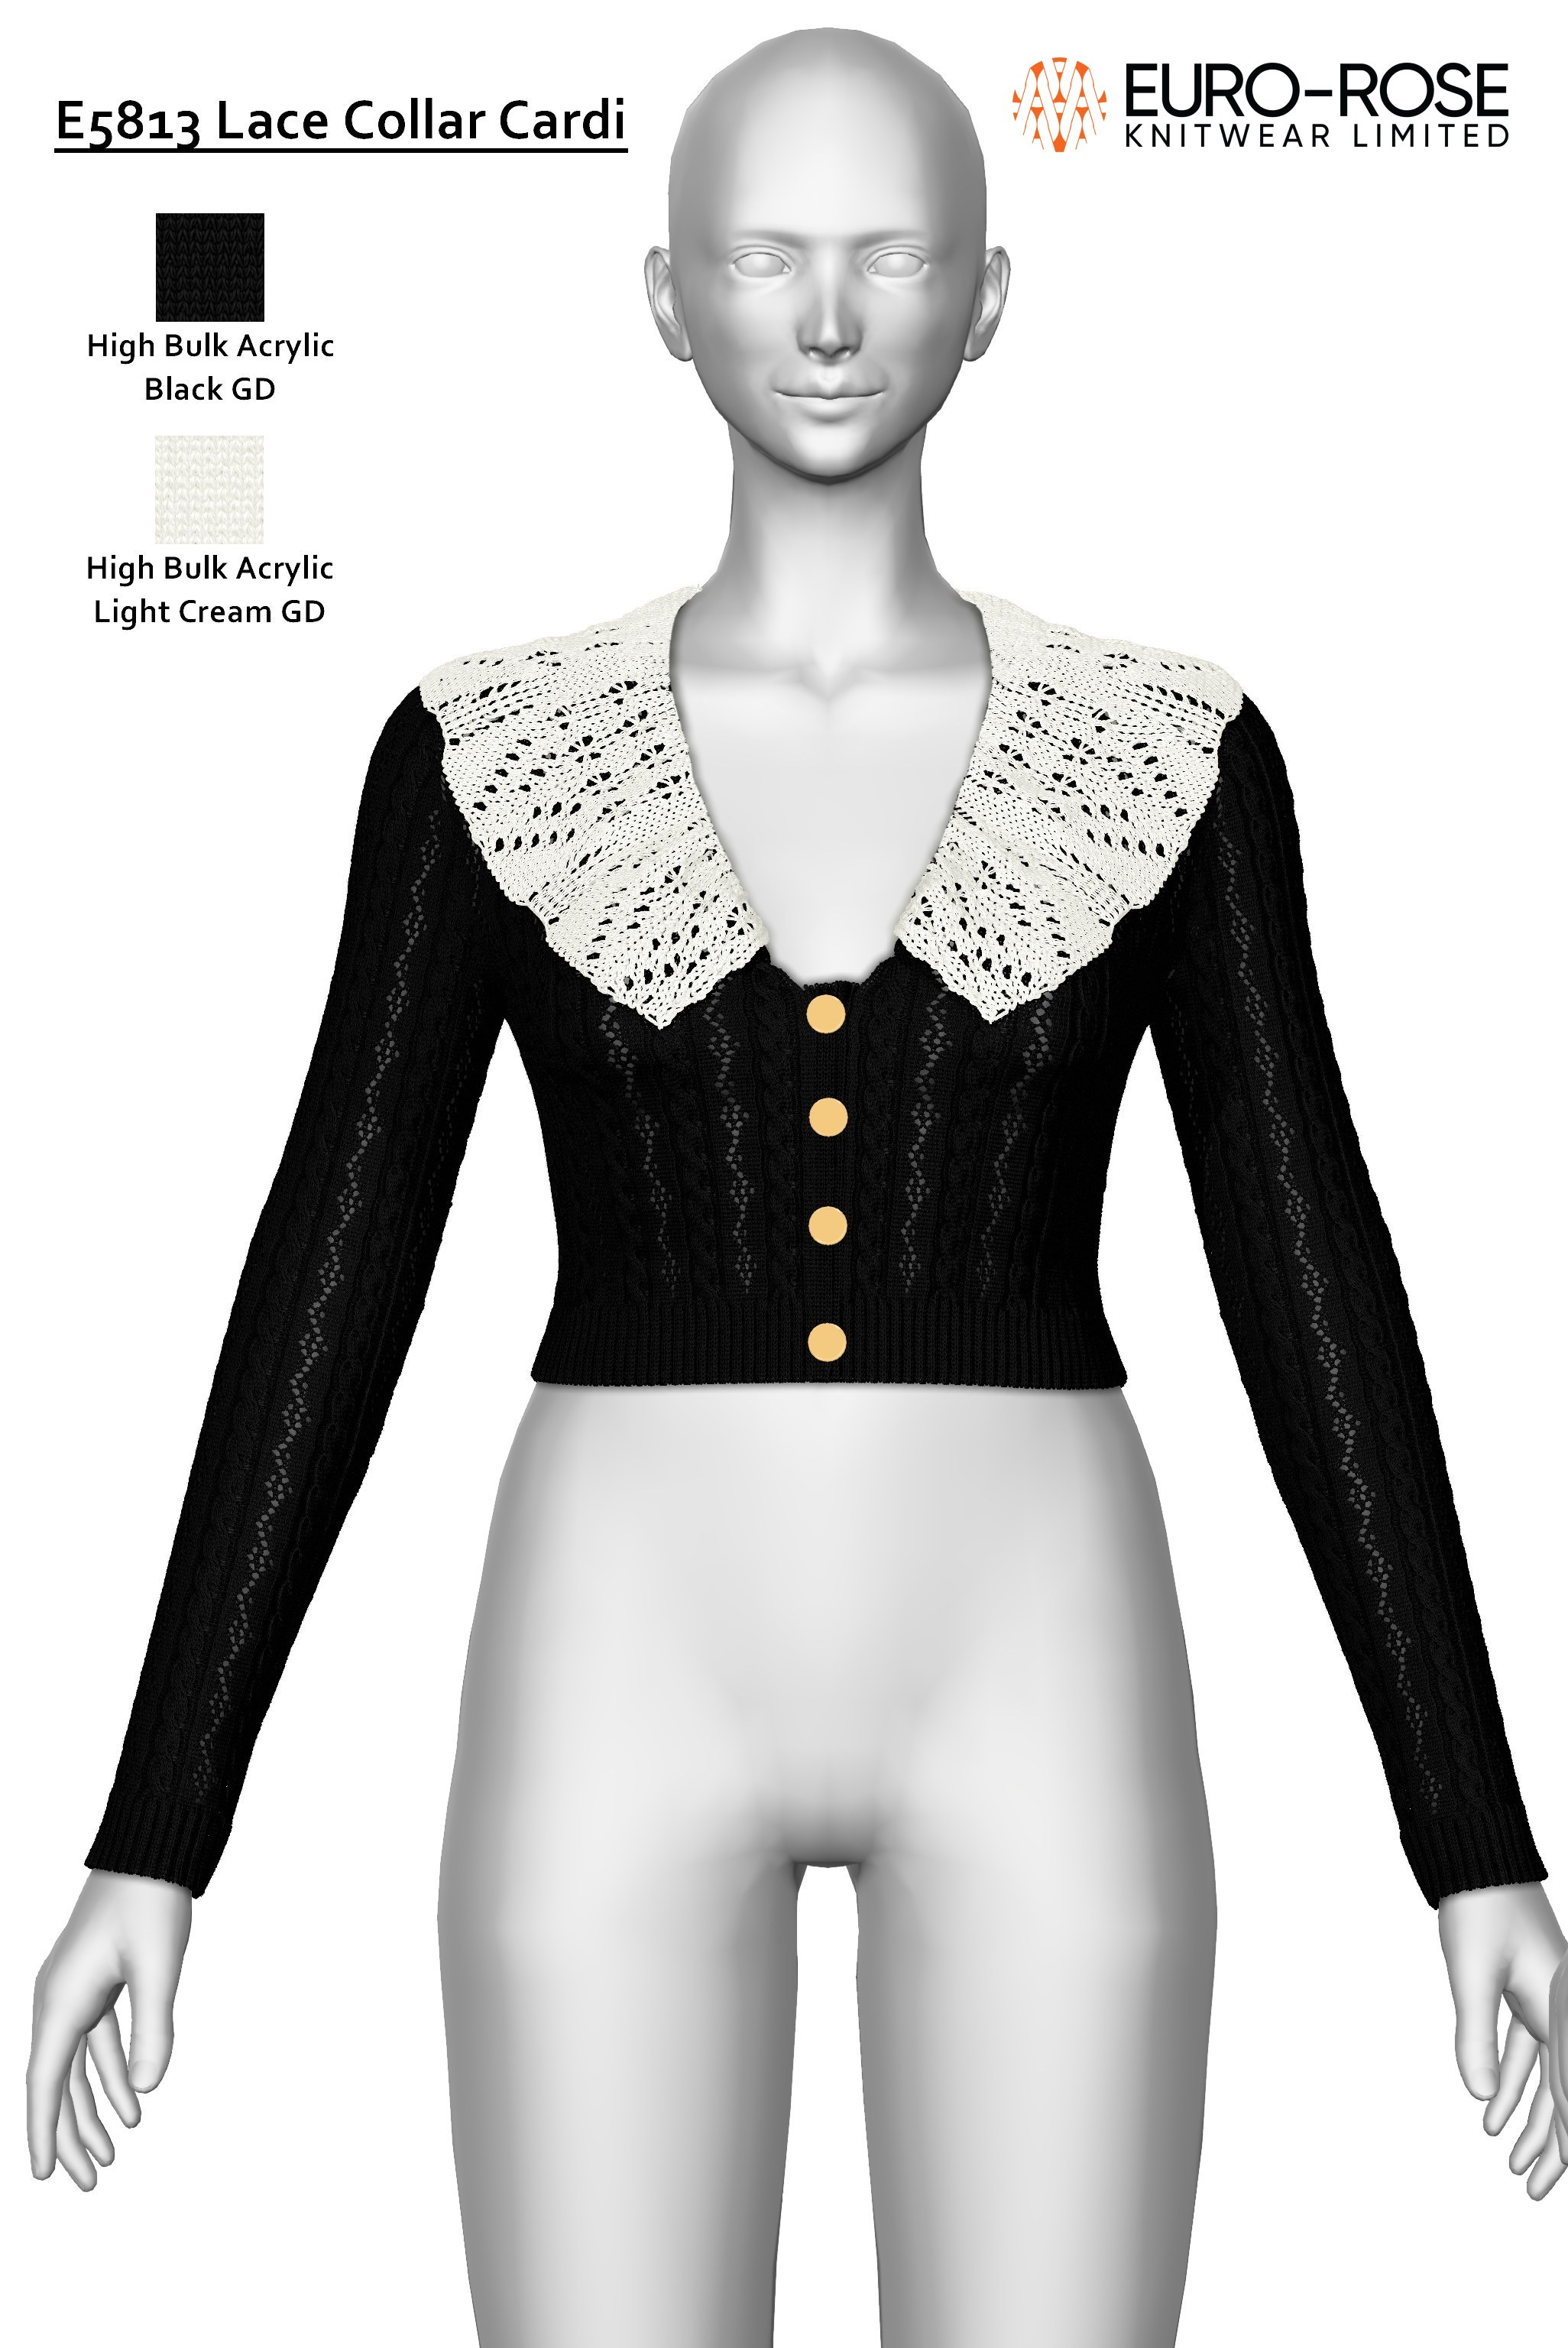 E5813 Lace Collar Cardi
EURO-ROSE
KNITWEAR LIMITED
High Bulk Acrylic
Black GD
High Bulk Acrylic
Light Cream GD